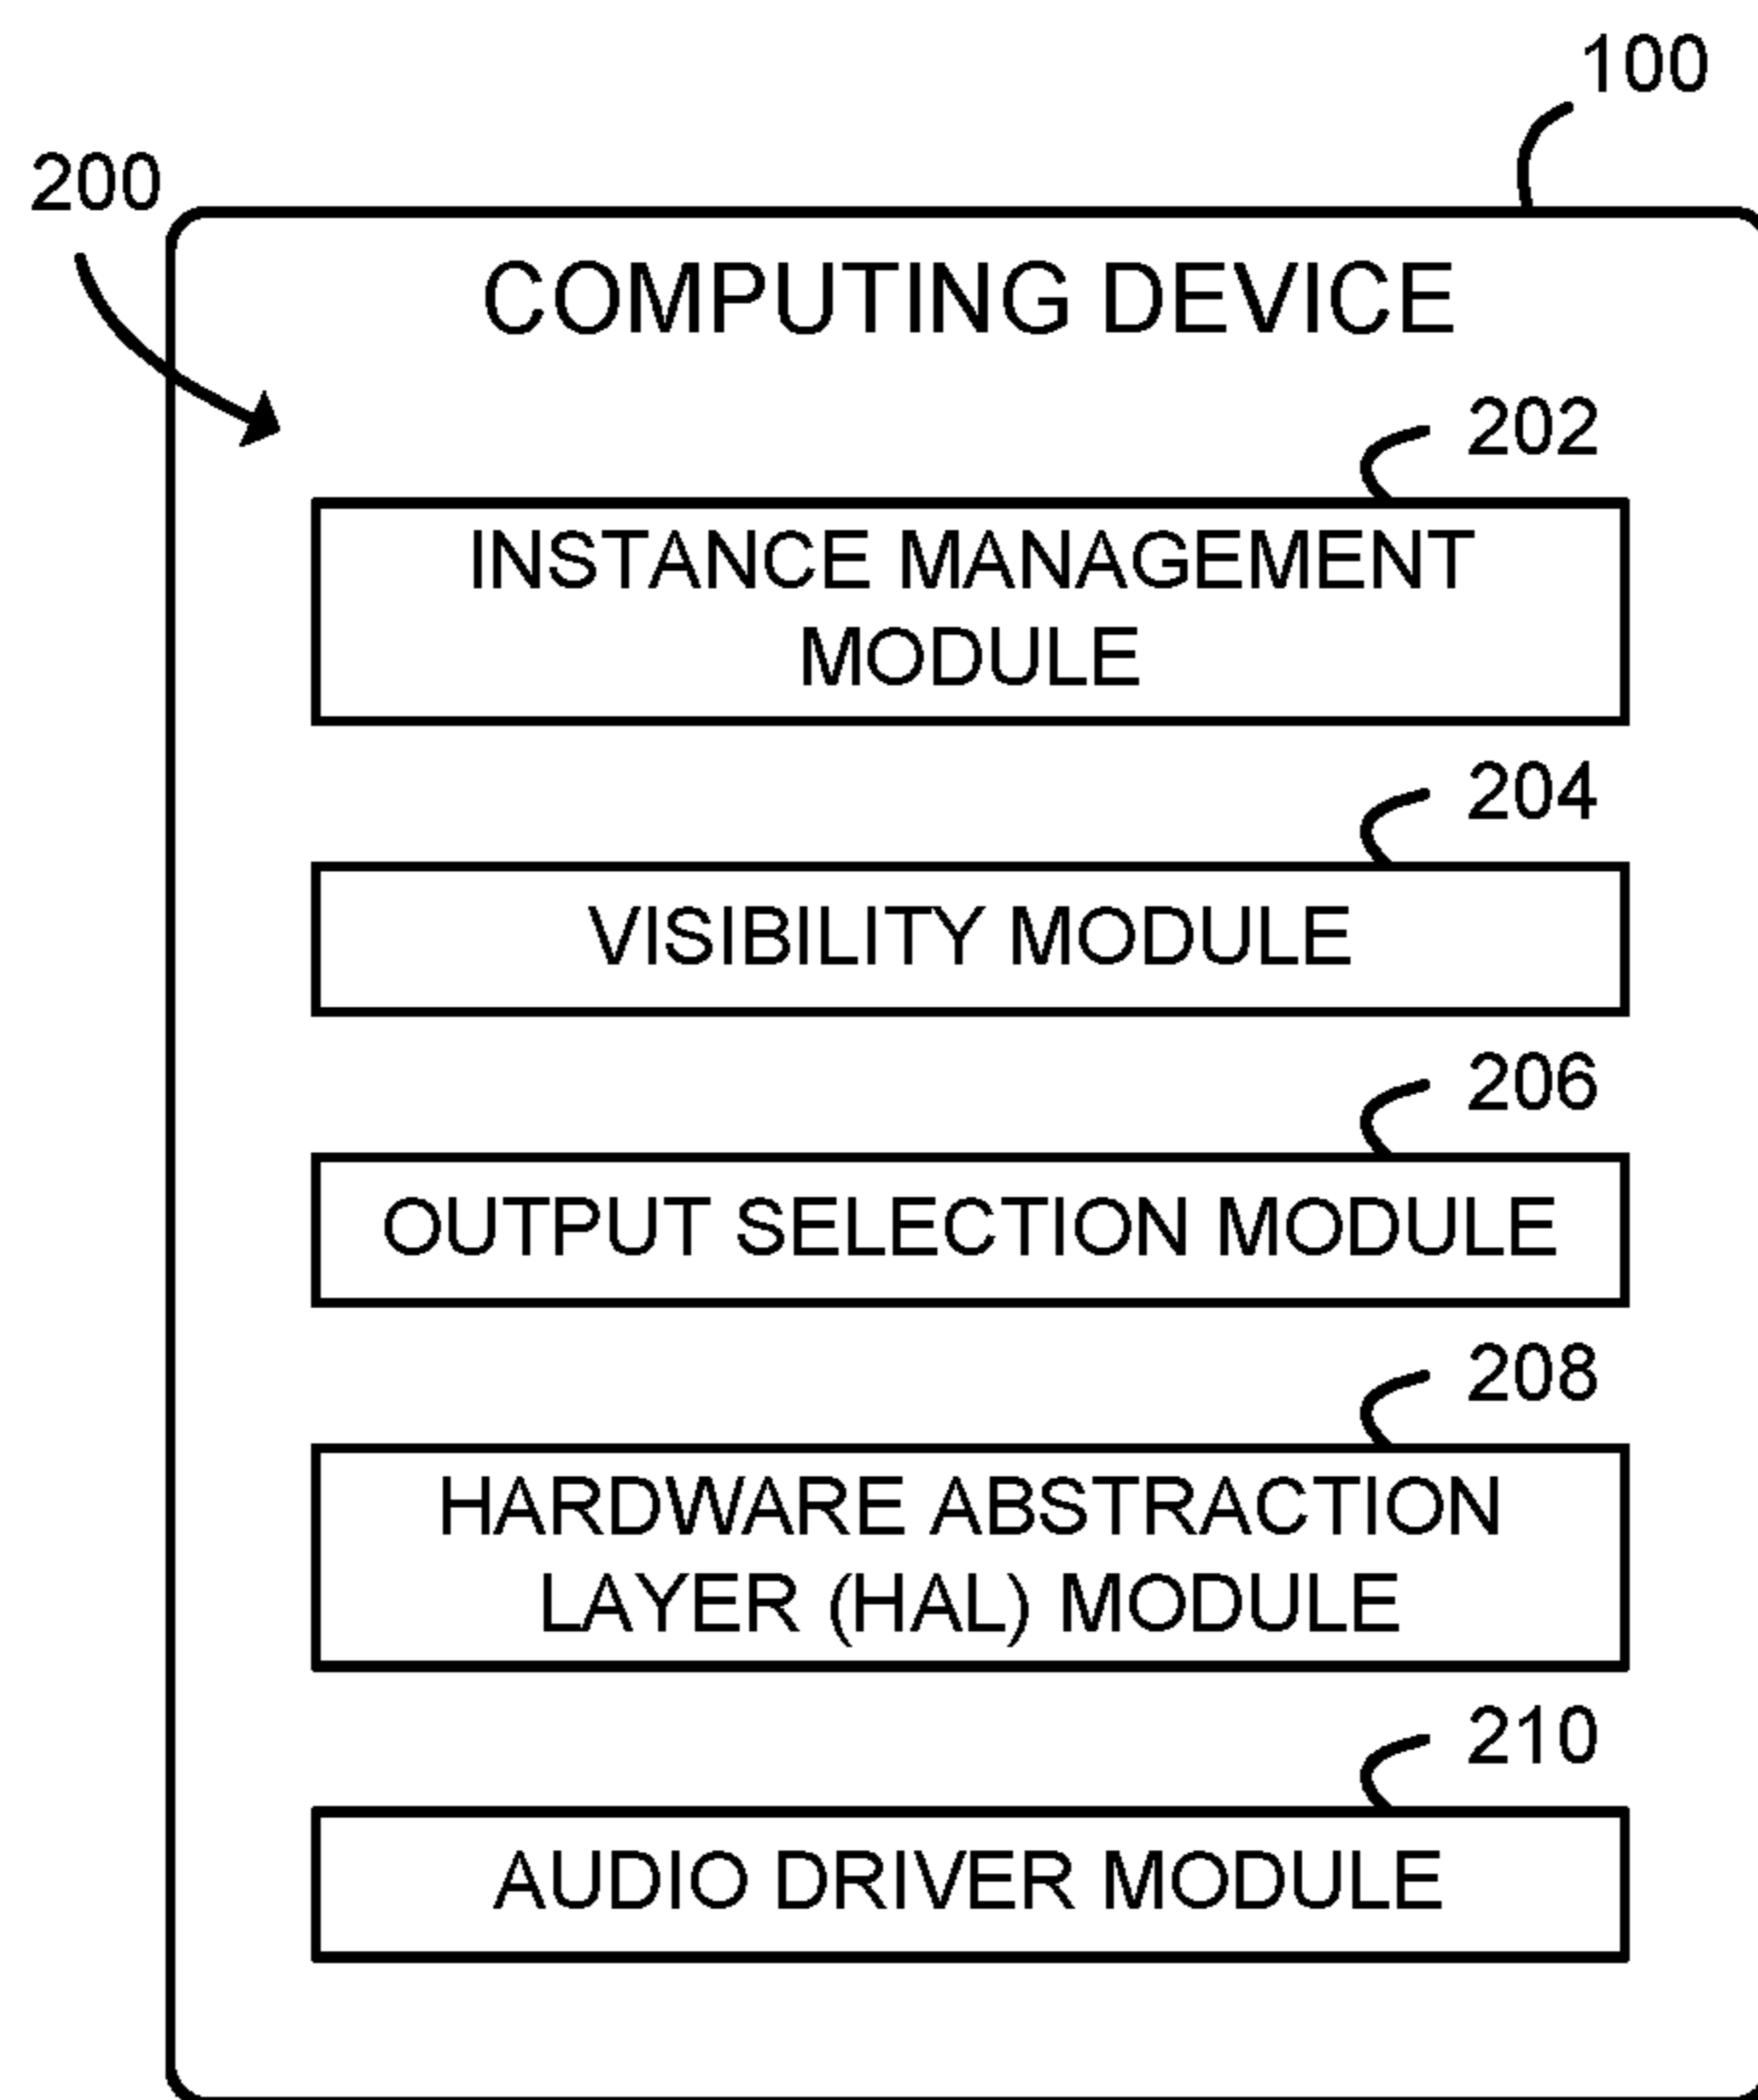 100
200
COMPUTING DEVICE
202
INSTANCE MANAGEMENT
MODULE
204
VISIBILITY MODULE
206
OUTPUT SELECTION MODULE
208
HARDWARE ABSTRACTION
LAYER (HAL) MODULE
210
AUDIO DRIVER MODULE